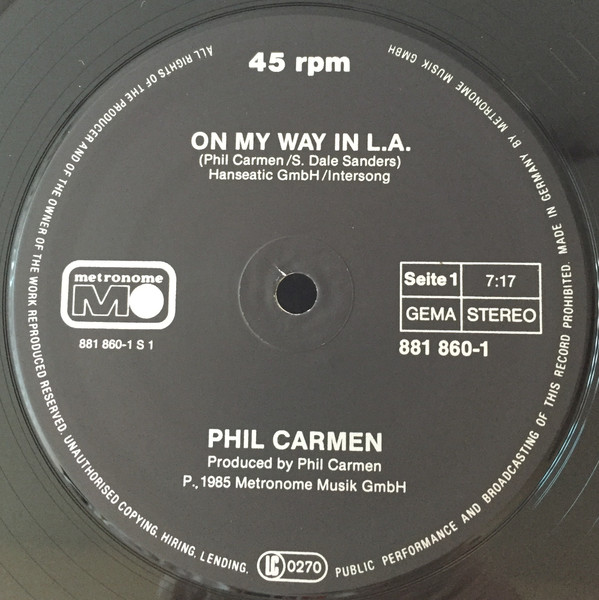 45 rpm
ON MY WAY IN L.A.
(Phil Carmen/S. Dale Sanders)
Hanseatic GmbH/Intersong
metronome
881 860-1 S 1
Seite 1
7:17
GEMA
STEREO
881 860-1
PHIL CARMEN
Produced by Phil Carmen
P., 1985 Metronome Musik GmbH
ALL RIGHTS OF THE PRODUCER AND OF THE OWNER OF THE WORK REPRODUCED RESERVED. UNAUTHORISED COPYING, HIRING, LENDING, PUBLIC PERFORMANCE AND BROADCASTING OF THIS RECORD PROHIBITED. MADE IN GERMANY BY METRONOME MUSIK GMBH
LC 0270